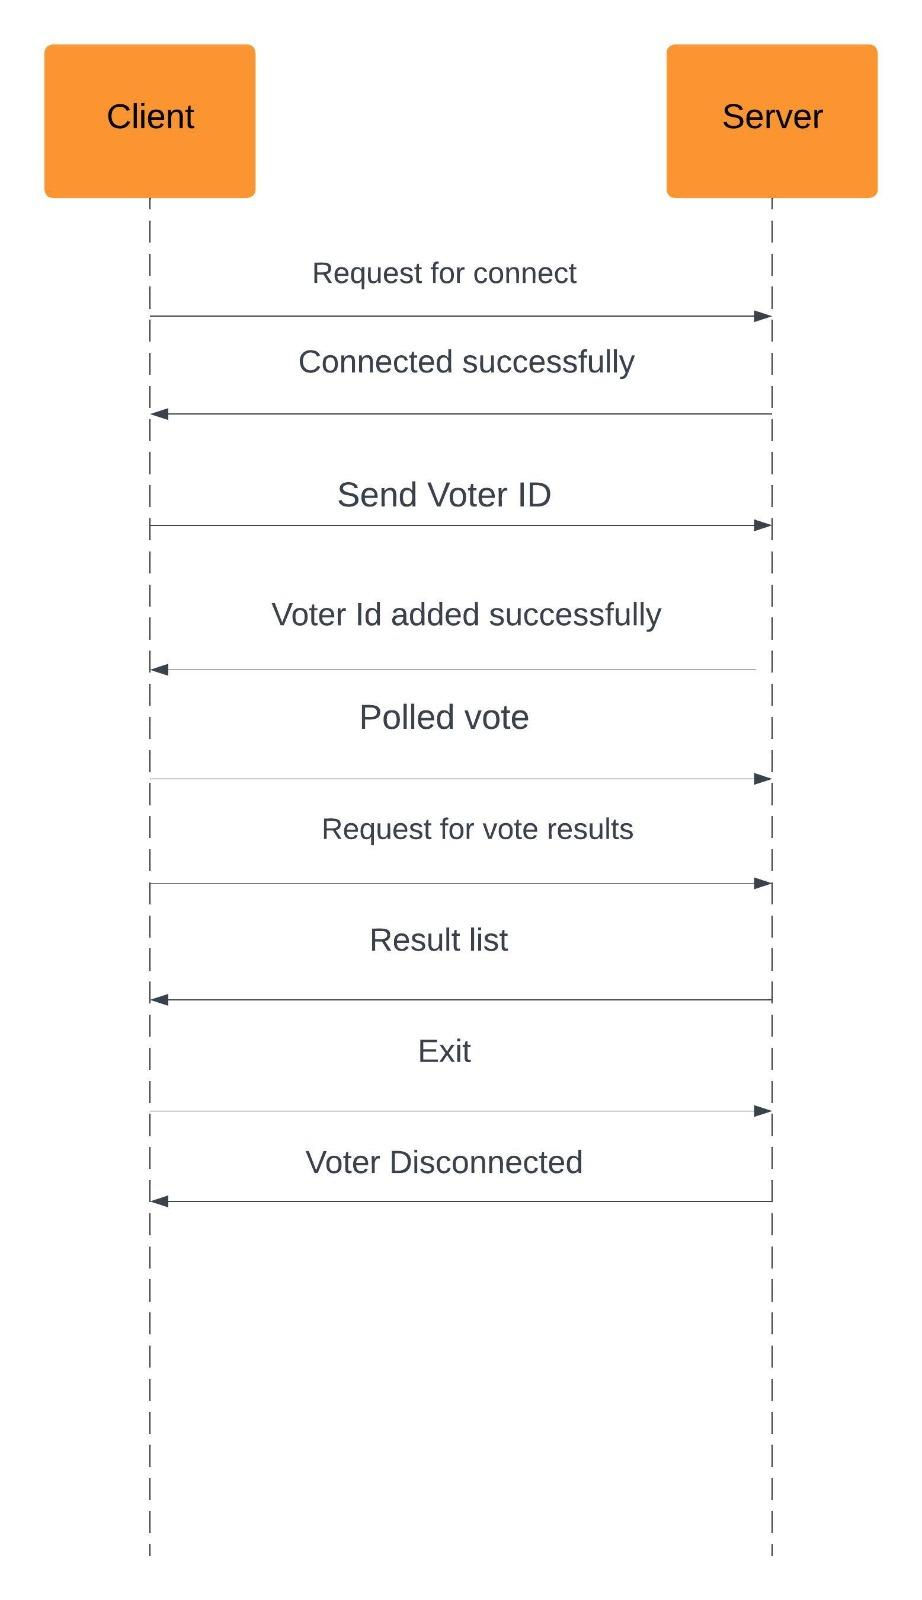 Client
Server
Request for connect
Connected successfully
Send Voter ID
Voter Id added successfully
Polled vote
Request for vote results
Result list
Exit
Voter Disconnected